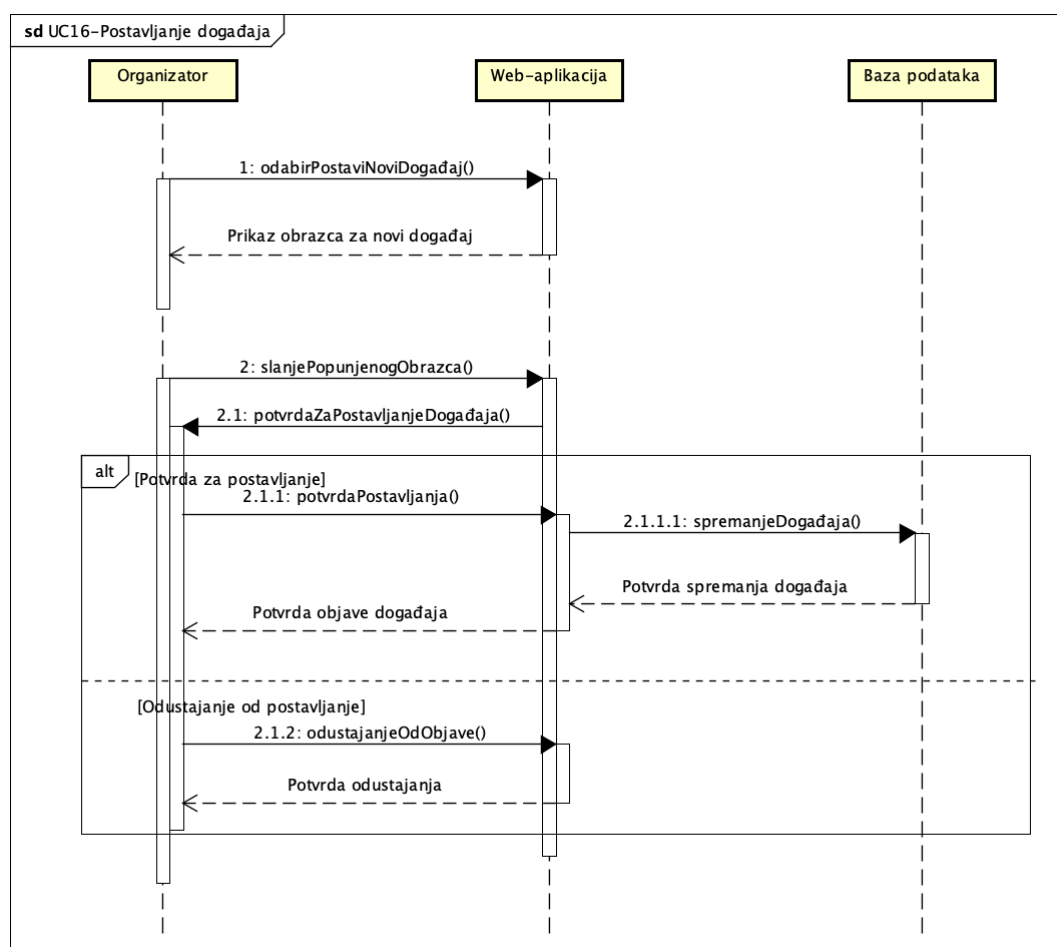 sd UC16-Postavljanje događaja
Organizator
Web-aplikacija
Baza podataka
1: odabirPostaviNoviDogađaj()
Prikaz obrazca za novi događaj
2: slanjePopunjenogObrazca()
2.1: potvrdaZaPostavljanjeDogađaja()
alt
[Potvrda za postavljanje]
2.1.1: potvrdaPostavljanja()
2.1.1.1: spremanjeDogađaja()
Potvrda spremanja događaja
Potvrda objave događaja
[Odustajanje od postavljanje]
2.1.2: odustajanjeOdObjave()
Potvrda odustajanja